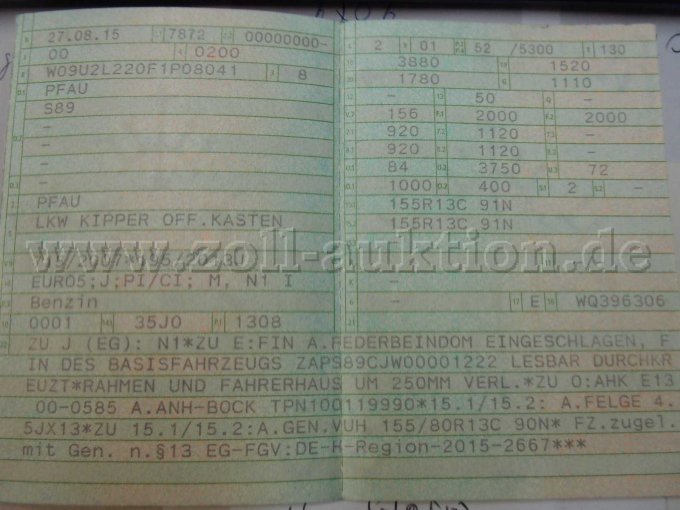 27.08.15 7872 00000000-
00 0200
W09U2L220F1P08041 8
PFAU
S89
-
-
-
-
PFAU
LKW KIPPER OFF.KASTEN
EURO5;J;PI/CI; M, N1 I
Benzin
0001 35J0 1308
2 01 52 /5300 130
3880 1520
1780 1110
- 50 -
156 2000 2000
920 1120 -
920 1120 -
84 3750 72
1000 400 2 -
155R13C 91N
155R13C 91N
- -
- E WQ396306
ZU J (EG): N1*ZU E:FIN A.FEDERBEINDOM EINGESCHLAGEN, F
IN DES BASISFAHRZEUGS ZAPS89CJW00001222 LESBAR DURCHKR
EUZT*RAHMEN UND FAHRERHAUS UM 250MM VERL.*ZU O:AHK E13
00-0585 A.ANH-BOCK TPN100119990*15.1/15.2: A.FELGE 4.
5JX13*ZU 15.1/15.2:A.GEN.VUH 155/80R13C 90N* FZ.zugel.
mit Gen. n.§13 EG-FGV:DE-H-Region-2015-2667***
www.zoll-auktion.de